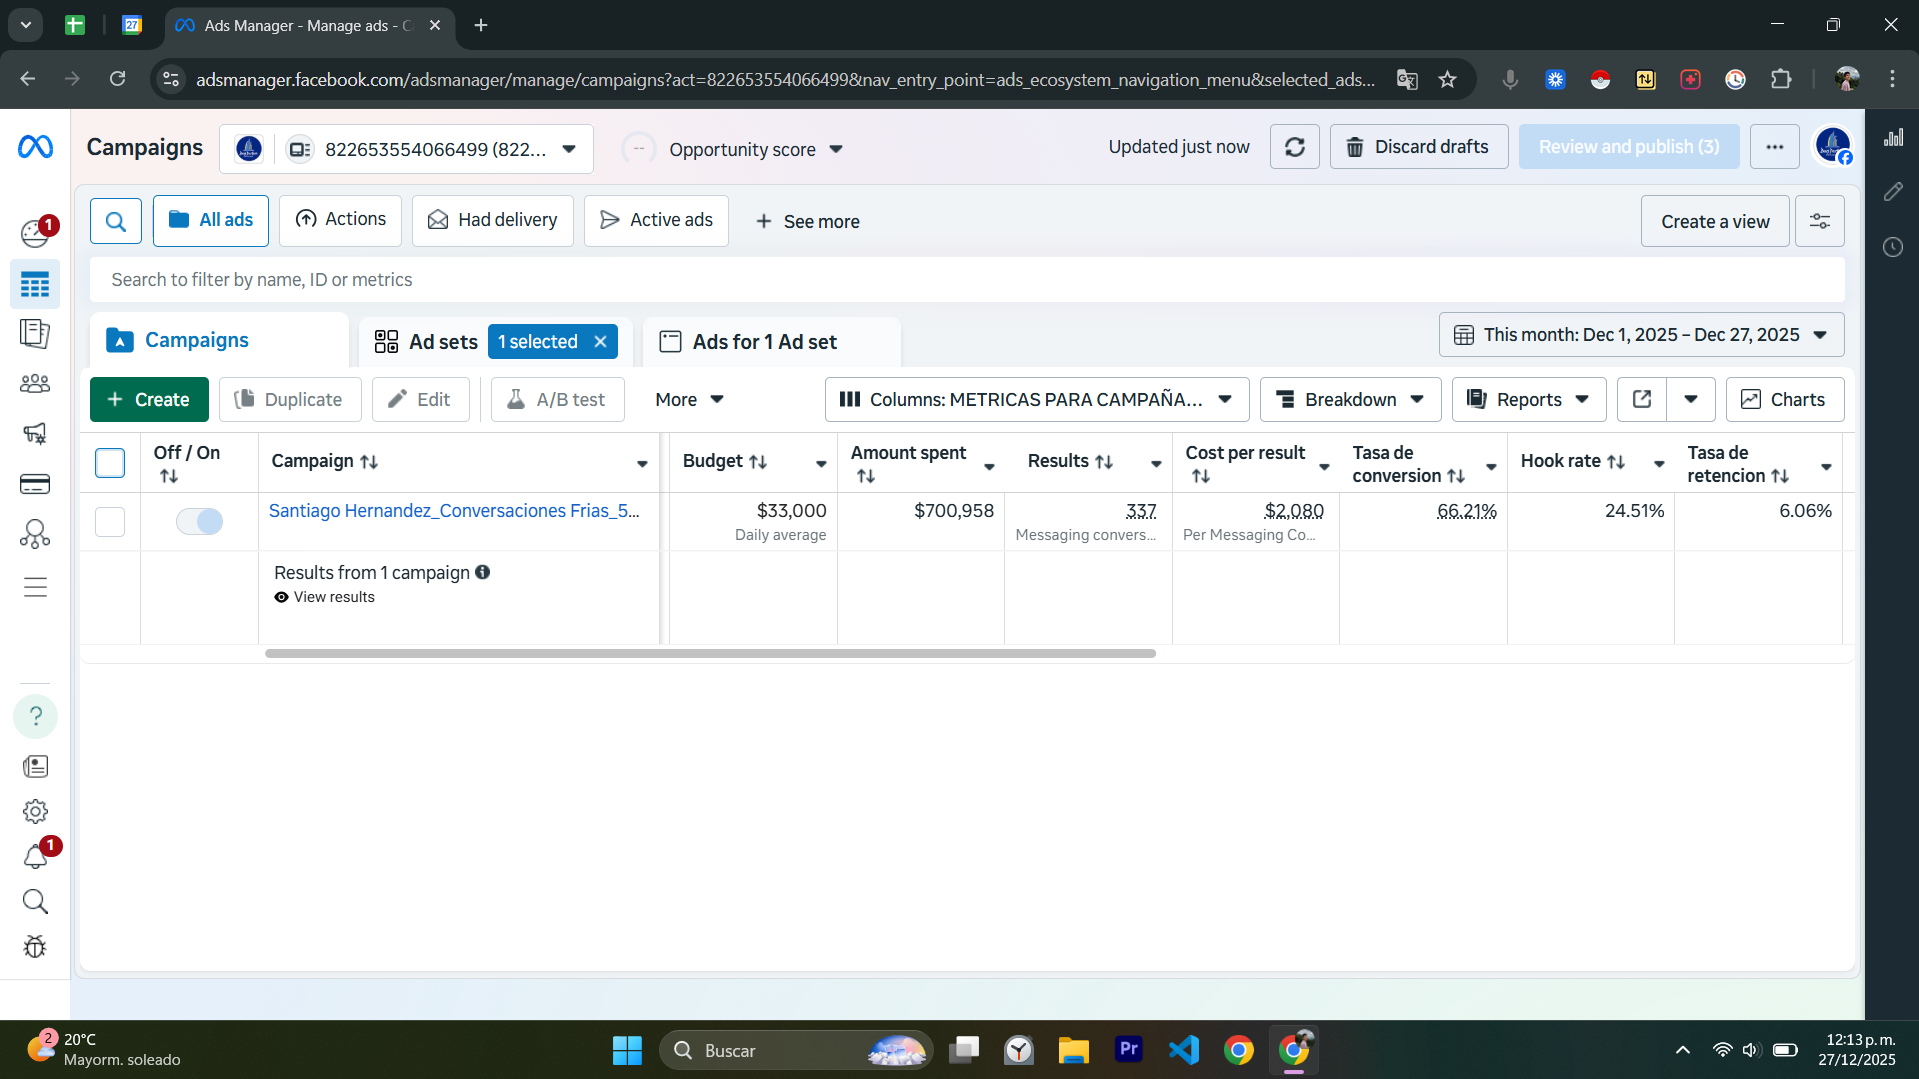 27
Ads Manager - Manage ads - C
adsmanager.facebook.com/adsmanager/manage/campaigns?act=822653554066499&nav_entry_point=ads_ecosystem_navigation_menu&selected_ads...
Campaigns
822653554066499 (822...
--
Opportunity score
Updated just now
Discard drafts
Review and publish (3)
1
All ads
Actions
Had delivery
Active ads
See more
Create a view
Search to filter by name, ID or metrics
Campaigns
Ad sets
1 selected
Ads for 1 Ad set
This month: Dec 1, 2025 – Dec 27, 2025
Create
Duplicate
Edit
A/B test
More
Columns: METRICAS PARA CAMPAÑA...
Breakdown
Reports
Charts
Off / On
Campaign
Budget
Amount spent
Results
Cost per result
Tasa de conversion
Hook rate
Tasa de retencion
Santiago Hernandez_Conversaciones Frias_5...
$33,000
Daily average
$700,958
337
Messaging convers...
$2,080
Per Messaging Co...
66.21%
24.51%
6.06%
Results from 1 campaign
View results
?
1
2
20°C
Mayorm. soleado
Buscar
Pr
12:13 p. m.
27/12/2025